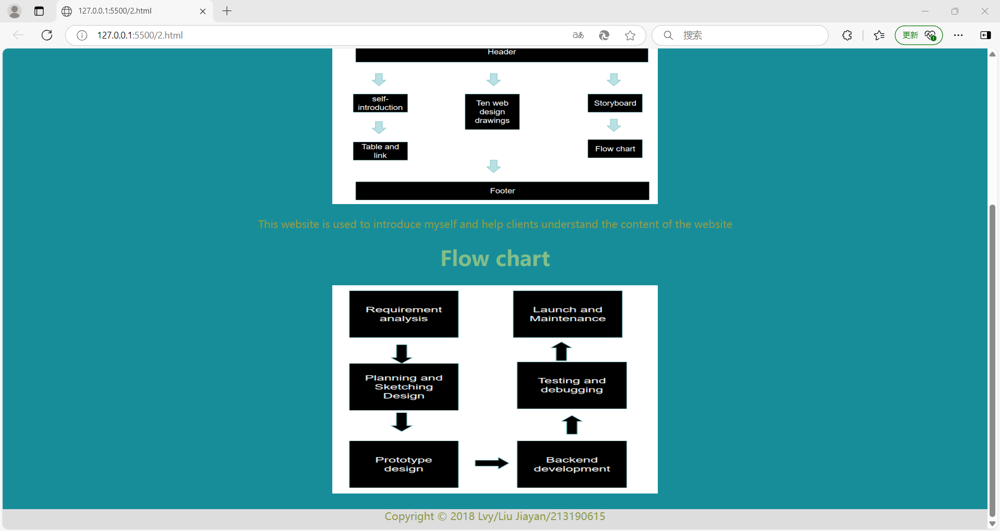 127.0.0.1:5500/2.html
127.0.0.1:5500/2.html
aあ
搜索
更新
Header
self-
introduction
Ten web
design
drawings
Storyboard
Table and
link
Flow chart
Footer
This website is used to introduce myself and help clients understand the content of the website
Flow chart
Requirement
analysis
Launch and
Maintenance
Planning and
Sketching
Design
Testing and
debugging
Prototype
design
Backend
development
Copyright © 2018 Lvy/Liu Jiayan/213190615